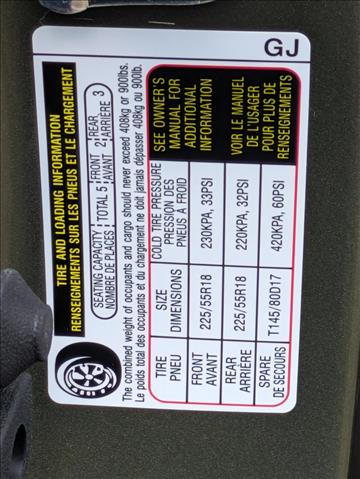 GJ
TIRE AND LOADING INFORMATION
RENSEIGNEMENTS SUR LES PNEUS ET LE CHARGEMENT
SEATING CAPACITY TOTAL 5 FRONT 2 REAR 3
NOMBRE DE PLACES AVANT ARRIÈRE
The combined weight of occupants and cargo should never exceed 408kg or 900lbs.
Le poids total des occupants et du chargement ne doit jamais dépasser 408kg ou 900lb.
TIRE SIZE COLD TIRE PRESSURE SEE OWNER'S
PNEU DIMENSIONS PRESSION DES MANUAL FOR
PNEUS A FROID ADDITIONAL
INFORMATION
FRONT 225/55R18 230KPA, 33PSI
AVANT
REAR 225/55R18 220KPA, 32PSI VOIR LE MANUEL
ARRIÈRE DE L'USAGER
SPARE T145/80D17 420KPA, 60PSI POUR PLUS DE
DE SECOURS RENSEIGNEMENTS